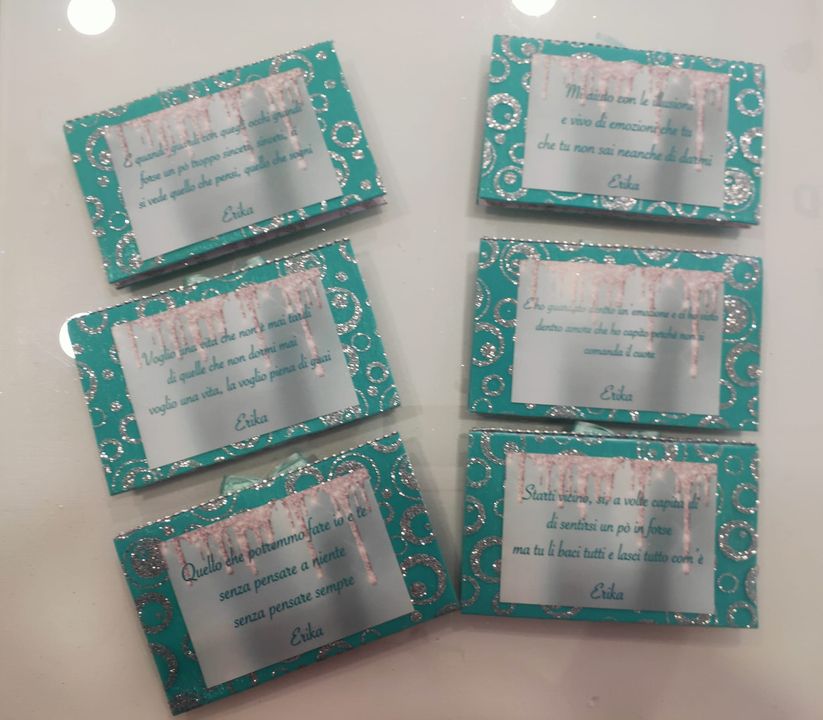 E quando guardi con quegli occhi grandi
forse un pò troppo sinceri, sinceri, si
si vede quello che pensi, quello che sogni
Erika
Voglio una vita che non è mai tardi
di quelle che non dormi mai
voglio una vita, la voglio piena di guai
Erika
Quello che potremmo fare io e te
senza pensare a niente
senza pensare sempre
Erika
Mi aiuto con le illusioni
e vivo di emozioni che tu
che tu non sai neanche di darmi
Erika
E ho guardato dentro un'emozione e ci ho visto
dentro amore che ho capito perché non si
comanda il cuore
Erika
Starti vicino, si, a volte capita di
di sentirsi un pò in forse
ma tu li baci tutti e lasci tutto com'è
Erika